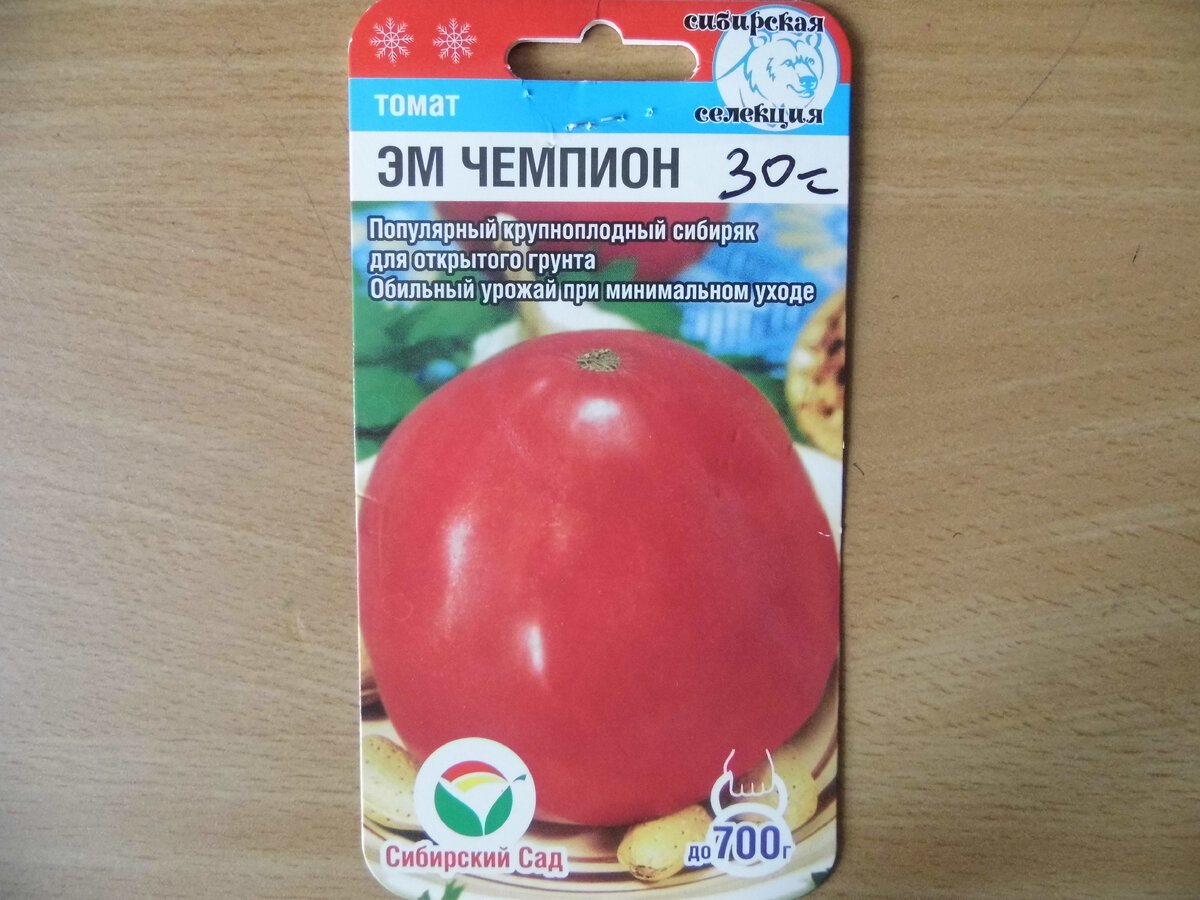 сибирская
селекция
томат
ЭМ ЧЕМПИОН 30
Популярный крупноплодный сибиряк
для открытого грунта
Обильный урожай при минимальном уходе
Сибирский Сад
до 700г